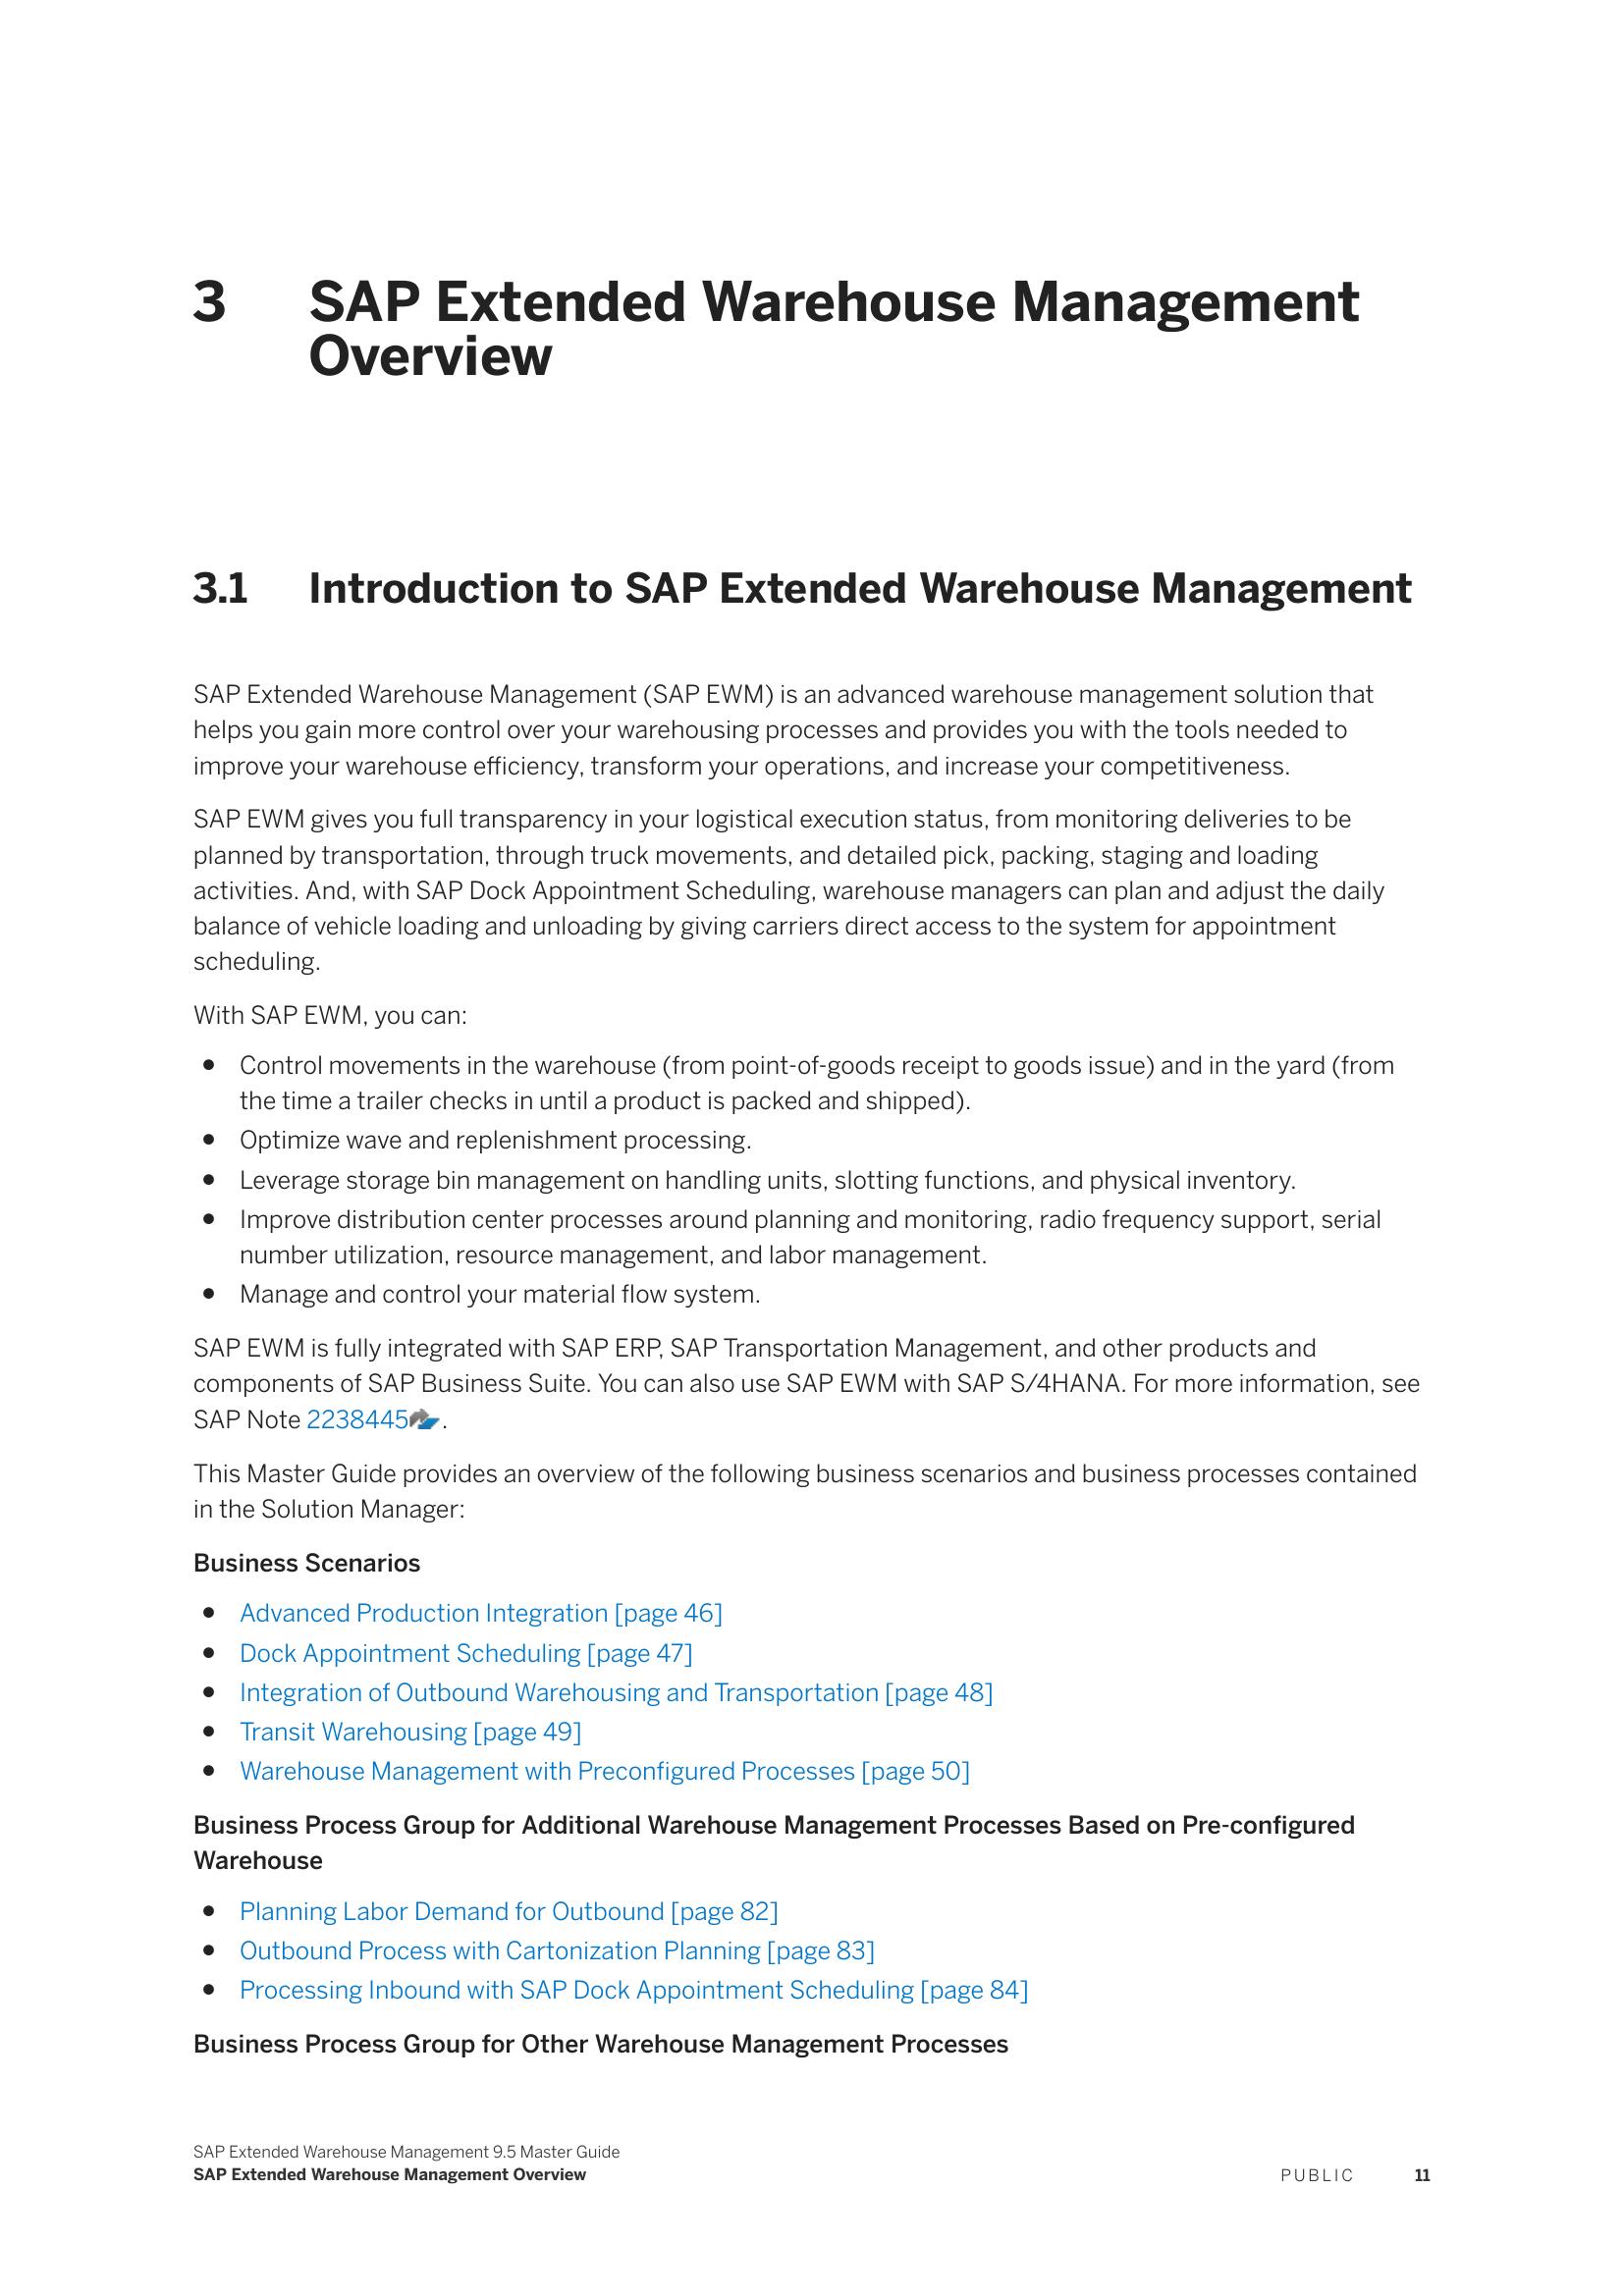 3 SAP Extended Warehouse Management
Overview
3.1 Introduction to SAP Extended Warehouse Management
SAP Extended Warehouse Management (SAP EWM) is an advanced warehouse management solution that
helps you gain more control over your warehousing processes and provides you with the tools needed to
improve your warehouse efficiency, transform your operations, and increase your competitiveness.
SAP EWM gives you full transparency in your logistical execution status, from monitoring deliveries to be
planned by transportation, through truck movements, and detailed pick, packing, staging and loading
activities. And, with SAP Dock Appointment Scheduling, warehouse managers can plan and adjust the daily
balance of vehicle loading and unloading by giving carriers direct access to the system for appointment
scheduling.
With SAP EWM, you can:
● Control movements in the warehouse (from point-of-goods receipt to goods issue) and in the yard (from
the time a trailer checks in until a product is packed and shipped).
● Optimize wave and replenishment processing.
● Leverage storage bin management on handling units, slotting functions, and physical inventory.
● Improve distribution center processes around planning and monitoring, radio frequency support, serial
number utilization, resource management, and labor management.
● Manage and control your material flow system.
SAP EWM is fully integrated with SAP ERP, SAP Transportation Management, and other products and
components of SAP Business Suite. You can also use SAP EWM with SAP S/4HANA. For more information, see
SAP Note 2238445.
This Master Guide provides an overview of the following business scenarios and business processes contained
in the Solution Manager:
Business Scenarios
● Advanced Production Integration [page 46]
● Dock Appointment Scheduling [page 47]
● Integration of Outbound Warehousing and Transportation [page 48]
● Transit Warehousing [page 49]
● Warehouse Management with Preconfigured Processes [page 50]
Business Process Group for Additional Warehouse Management Processes Based on Pre-configured
Warehouse
● Planning Labor Demand for Outbound [page 82]
● Outbound Process with Cartonization Planning [page 83]
● Processing Inbound with SAP Dock Appointment Scheduling [page 84]
Business Process Group for Other Warehouse Management Processes
SAP Extended Warehouse Management 9.5 Master Guide
SAP Extended Warehouse Management Overview PUBLIC 11